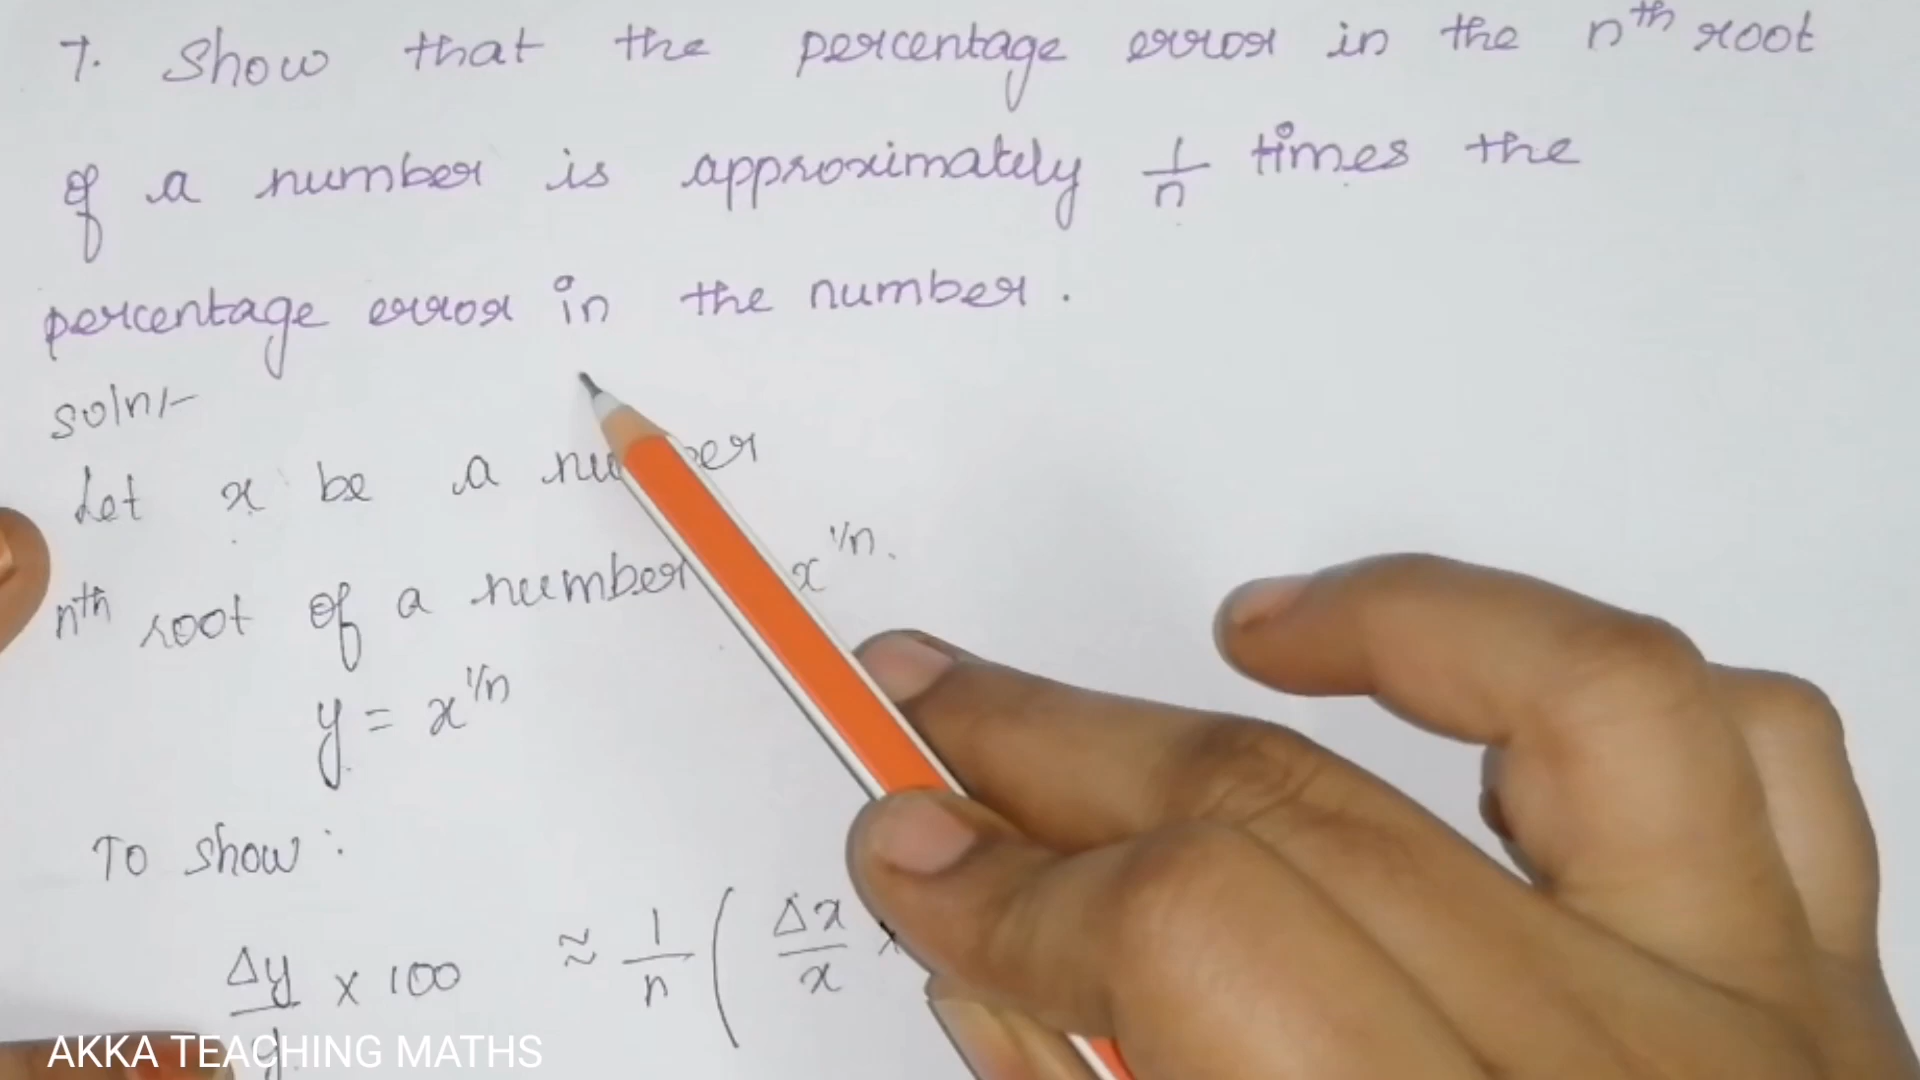 7. Show that the percentage error in the nth root
of a number is approximately 1/n times the
percentage error in the number.
Soln:-
Let x be a
nth root of a number x^1/n.
y = x^1/n
To show:
Δy/y × 100 ≈ 1/n ( Δx/x ×
AKKA TEACHING MATHS